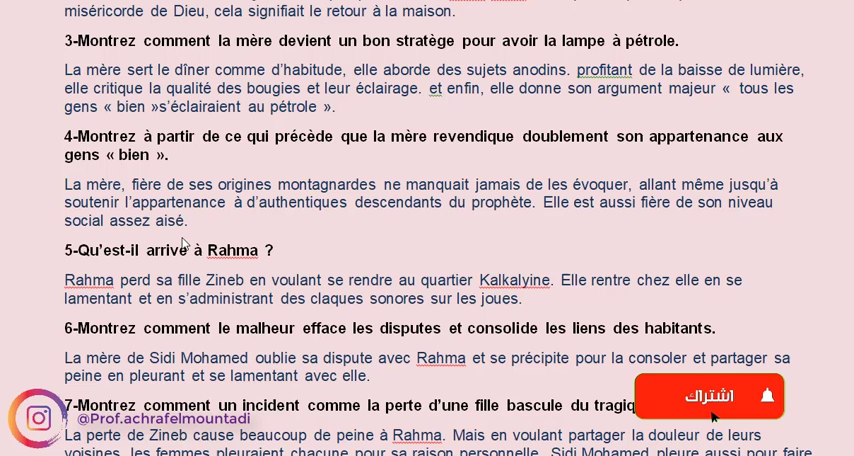 miséricorde de Dieu, cela signifiait le retour à la maison.
3-Montrez comment la mère devient un bon stratège pour avoir la lampe à pétrole.
La mère sert le dîner comme d’habitude, elle aborde des sujets anodins. profitant de la baisse de lumière,
elle critique la qualité des bougies et leur éclairage. et enfin, elle donne son argument majeur « tous les
gens « bien »s’éclairaient au pétrole ».
4-Montrez à partir de ce qui précède que la mère revendique doublement son appartenance aux
gens « bien ».
La mère, fière de ses origines montagnardes ne manquait jamais de les évoquer, allant même jusqu’à
soutenir l’appartenance à d’authentiques descendants du prophète. Elle est aussi fière de son niveau
social assez aisé.
5-Qu’est-il arrivé à Rahma ?
Rahma perd sa fille Zineb en voulant se rendre au quartier Kalkalyine. Elle rentre chez elle en se
lamentant et en s’administrant des claques sonores sur les joues.
6-Montrez comment le malheur efface les disputes et consolide les liens des habitants.
La mère de Sidi Mohamed oublie sa dispute avec Rahma et se précipite pour la consoler et partager sa
peine en pleurant et se lamentant avec elle.
اشتراك
7-Montrez comment un incident comme la perte d’une fille bascule du
@Prof.achrafelmountadi
La perte de Zineb cause beaucoup de peine à Rahma. Mais en voulant partager la douleur de leurs
voisines, les femmes pleuraient chacune pour sa raison personnelle. Sidi Mohamed pleure aussi pour faire